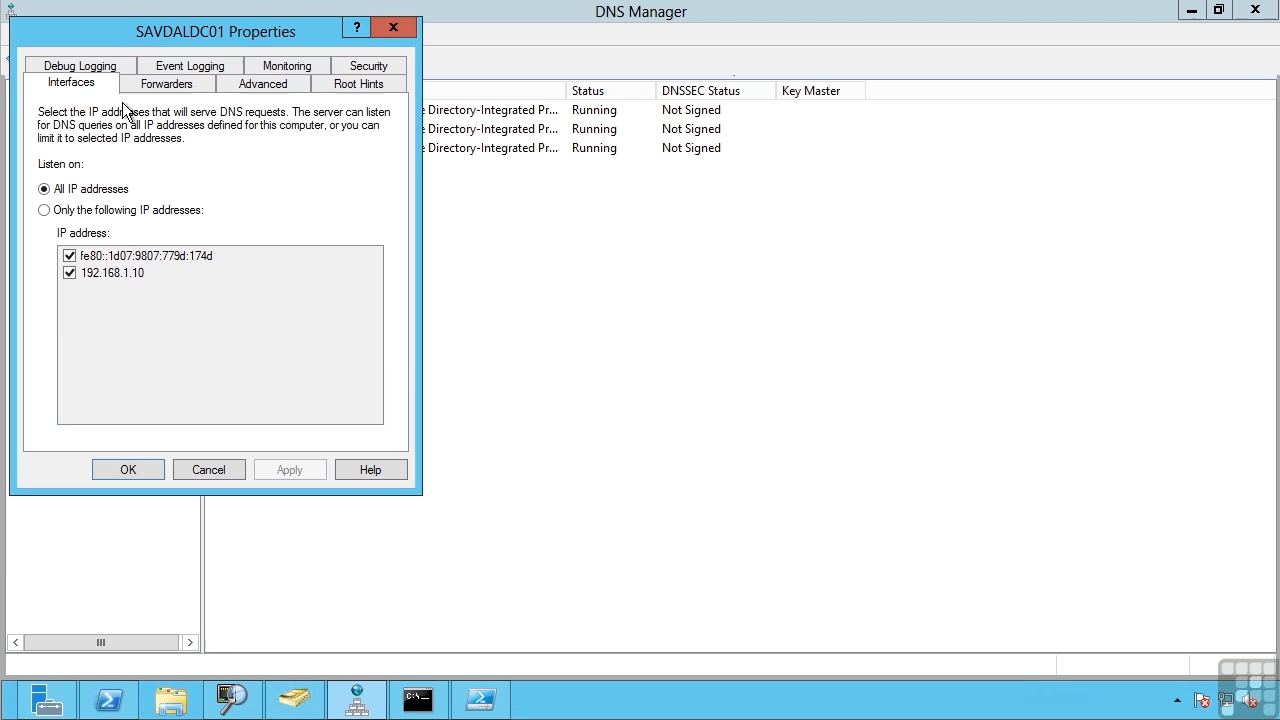 DNS Manager
SAVDALDC01 Properties
?
Debug Logging
Event Logging
Monitoring
Security
Interfaces
Forwarders
Advanced
Root Hints
Select the IP addresses that will serve DNS requests. The server can listen
for DNS queries on all IP addresses defined for this computer, or you can
limit it to selected IP addresses.
Listen on:
All IP addresses
Only the following IP addresses:
IP address:
fe80::1d07:9807:779d:174d
192.168.1.10
OK
Cancel
Apply
Help
Status
DNSSEC Status
Key Master
e Directory-Integrated Pr...
Running
Not Signed
e Directory-Integrated Pr...
Running
Not Signed
e Directory-Integrated Pr...
Running
Not Signed